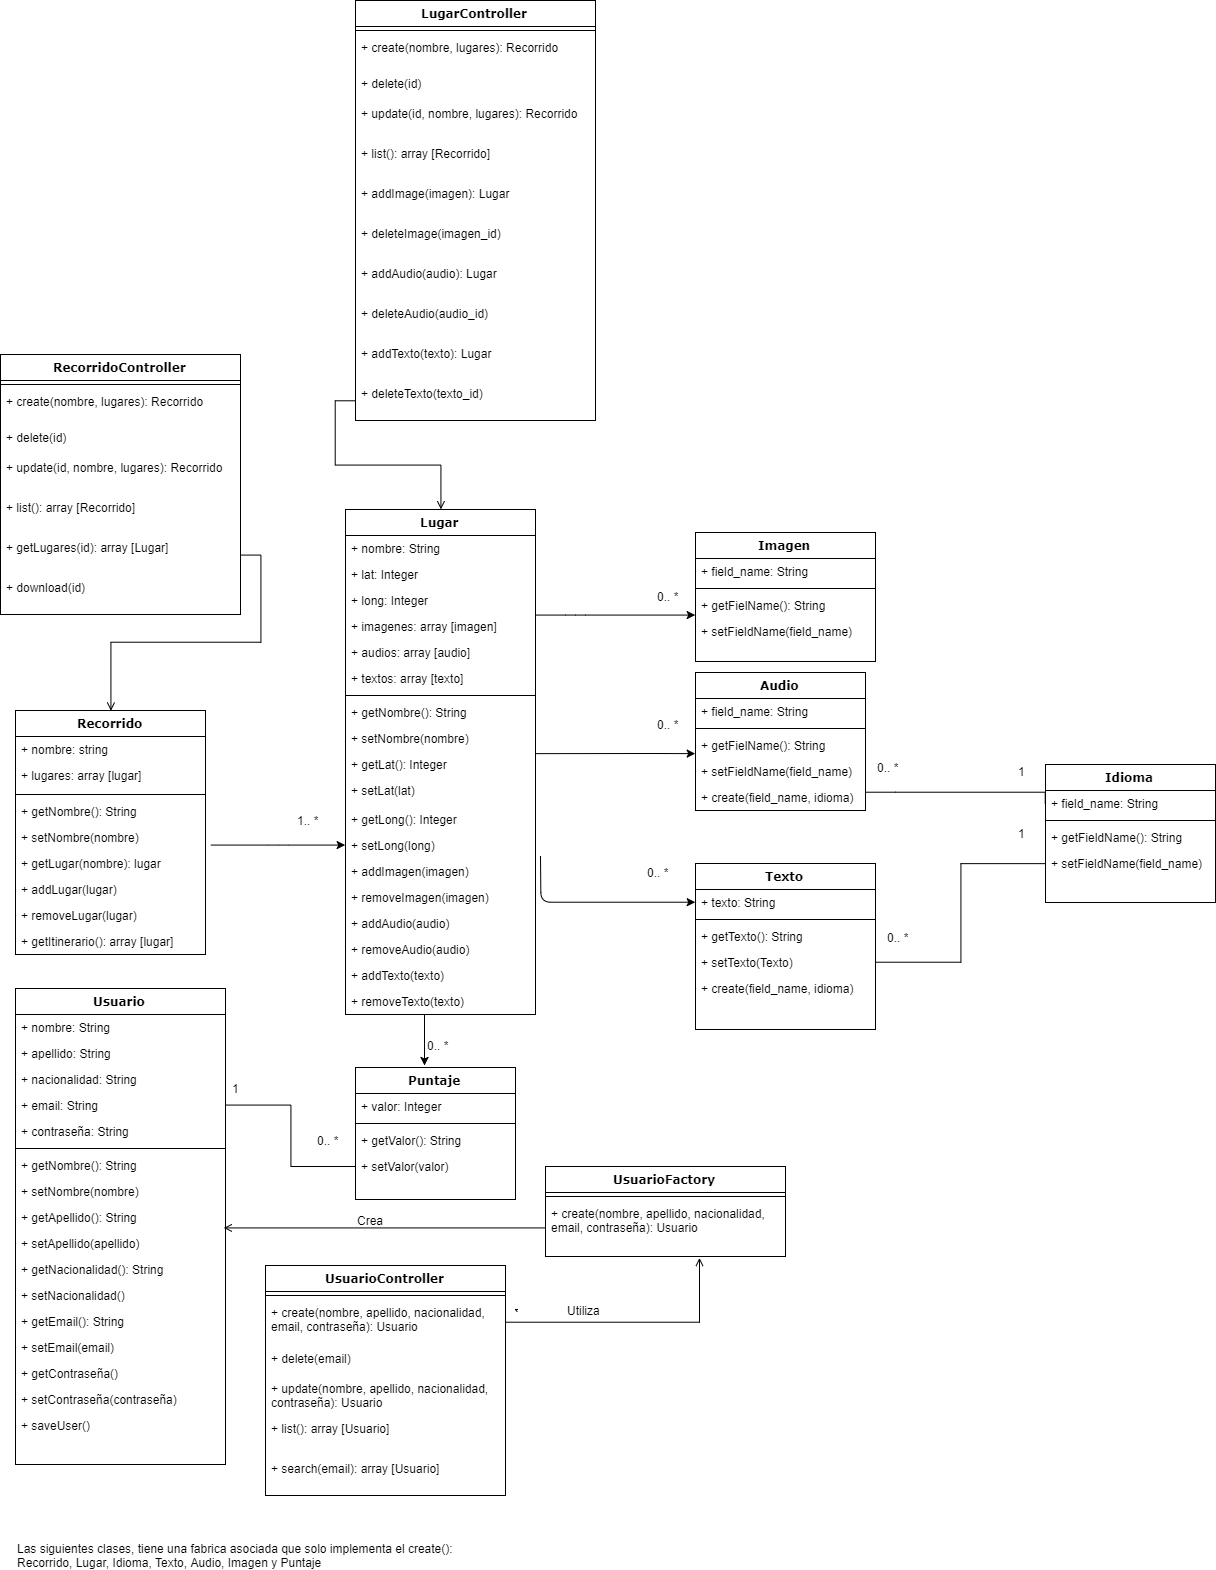 LugarController
+ create(nombre, lugares): Recorrido
+ delete(id)
+ update(id, nombre, lugares): Recorrido
+ list(): array [Recorrido]
+ addImage(imagen): Lugar
+ deleteImage(imagen_id)
+ addAudio(audio): Lugar
+ deleteAudio(audio_id)
+ addTexto(texto): Lugar
+ deleteTexto(texto_id)
RecorridoController
+ create(nombre, lugares): Recorrido
+ delete(id)
+ update(id, nombre, lugares): Recorrido
+ list(): array [Recorrido]
+ getLugares(id): array [Lugar]
+ download(id)
Lugar
+ nombre: String
+ lat: Integer
+ long: Integer
+ imagenes: array [imagen]
+ audios: array [audio]
+ textos: array [texto]
+ getNombre(): String
+ setNombre(nombre)
+ getLat(): Integer
+ setLat(lat)
+ getLong(): Integer
+ setLong(long)
+ addImagen(imagen)
+ removeImagen(imagen)
+ addAudio(audio)
+ removeAudio(audio)
+ addTexto(texto)
+ removeTexto(texto)
0.. *
Imagen
+ field_name: String
+ getFielName(): String
+ setFieldName(field_name)
0.. *
Audio
+ field_name: String
+ getFielName(): String
+ setFieldName(field_name)
+ create(field_name, idioma)
0.. *
1
Idioma
+ field_name: String
+ getFieldName(): String
+ setFieldName(field_name)
1
0.. *
Texto
+ texto: String
+ getTexto(): String
+ setTexto(Texto)
+ create(field_name, idioma)
0.. *
Recorrido
+ nombre: string
+ lugares: array [lugar]
+ getNombre(): String
+ setNombre(nombre)
+ getLugar(nombre): lugar
+ addLugar(lugar)
+ removeLugar(lugar)
+ getItinerario(): array [lugar]
1.. *
Usuario
+ nombre: String
+ apellido: String
+ nacionalidad: String
+ email: String
+ contraseña: String
+ getNombre(): String
+ setNombre(nombre)
+ getApellido(): String
+ setApellido(apellido)
+ getNacionalidad(): String
+ setNacionalidad()
+ getEmail(): String
+ setEmail(email)
+ getContraseña()
+ setContraseña(contraseña)
+ saveUser()
1
0.. *
0.. *
Puntaje
+ valor: Integer
+ getValor(): String
+ setValor(valor)
Crea
UsuarioFactory
+ create(nombre, apellido, nacionalidad,
email, contraseña): Usuario
UsuarioController
+ create(nombre, apellido, nacionalidad,
email, contraseña): Usuario
+ delete(email)
+ update(nombre, apellido, nacionalidad,
contraseña): Usuario
+ list(): array [Usuario]
+ search(email): array [Usuario]
*
Utiliza
Las siguientes clases, tiene una fabrica asociada que solo implementa el create():
Recorrido, Lugar, Idioma, Texto, Audio, Imagen y Puntaje